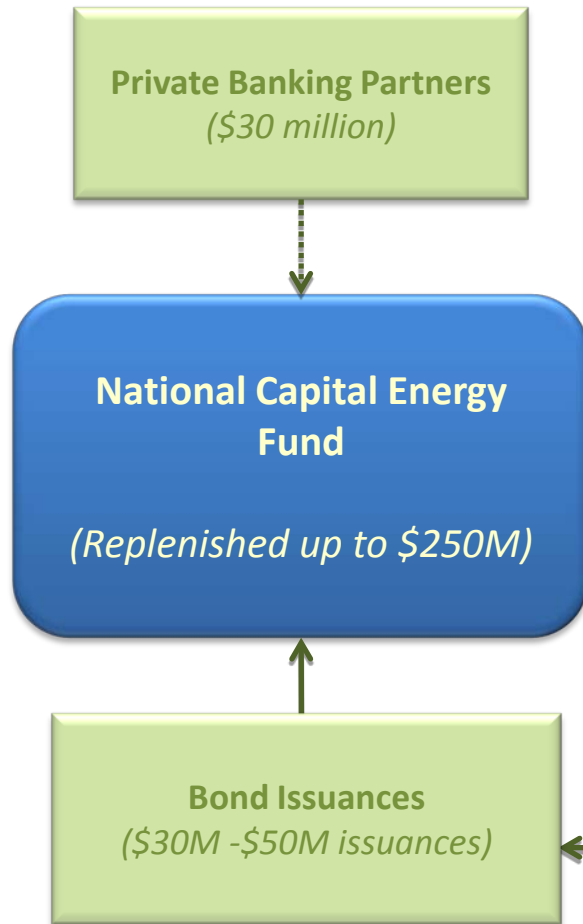 Private Banking Partners
($30 million)
National Capital Energy
Fund
(Replenished up to $250M)
Bond Issuances
($30M -$50M issuances)